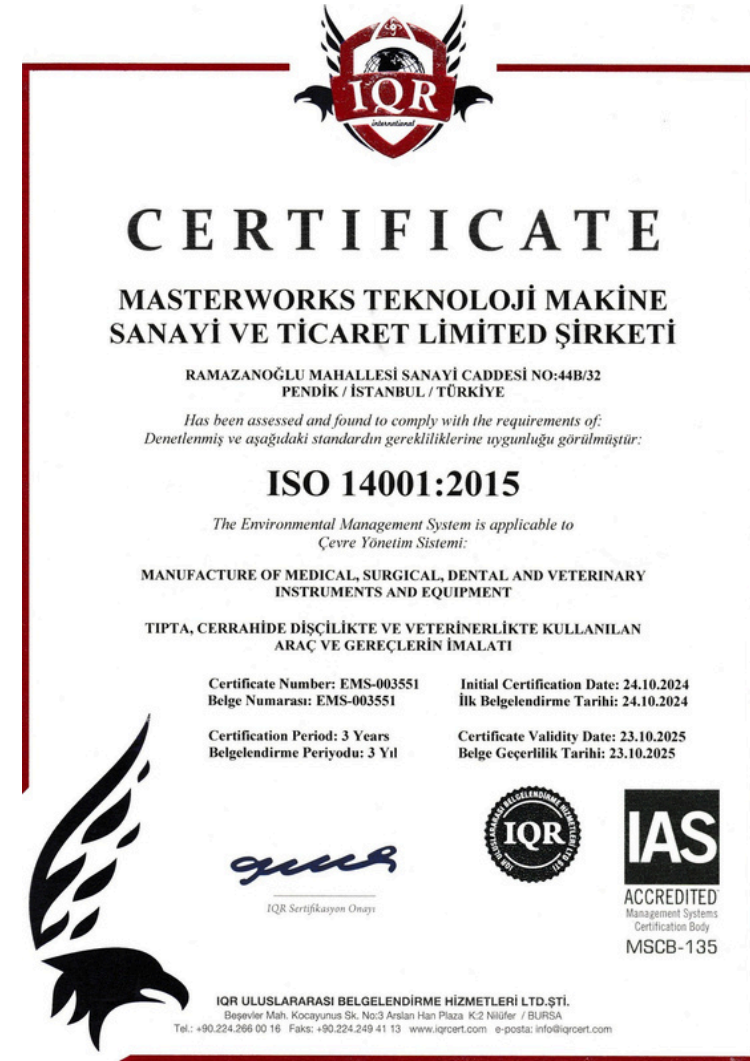 IQR
international
CERTIFICATE
MASTERWORKS TEKNOLOJİ MAKİNE
SANAYİ VE TİCARET LİMİTED ŞİRKETİ
RAMAZANOĞLU MAHALLESİ SANAYİ CADDESİ NO:44B/32
PENDİK / İSTANBUL / TÜRKİYE
Has been assessed and found to comply with the requirements of:
Denetlenmiş ve aşağıdaki standardın gerekliliklerine uygunluğu görülmüştür:
ISO 14001:2015
The Environmental Management System is applicable to
Çevre Yönetim Sistemi:
MANUFACTURE OF MEDICAL, SURGICAL, DENTAL AND VETERINARY
INSTRUMENTS AND EQUIPMENT
TIPTA, CERRAHİDE DİŞÇİLİKTE VE VETERİNERLİKTE KULLANILAN
ARAÇ VE GEREÇLERİN İMALATI
Certificate Number: EMS-003551
Belge Numarası: EMS-003551
Initial Certification Date: 24.10.2024
İlk Belgelendirme Tarihi: 24.10.2024
Certification Period: 3 Years
Belgelendirme Periyodu: 3 Yıl
Certificate Validity Date: 23.10.2025
Belge Geçerlilik Tarihi: 23.10.2025
IQR Sertifikasyon Onayı
IQR ULUSLARARASI BELGELENDİRME HİZMETLERİ LTD ŞTİ
IQR
IAS
ACCREDITED
Management Systems
Certification Body
MSCB-135
IQR ULUSLARARASI BELGELENDİRME HİZMETLERİ LTD.ŞTİ.
Beşevler Mah. Kocayunus Sk. No:3 Arslan Han Plaza K:2 Nilüfer / BURSA
Tel.: +90.224.266 00 16 Faks: +90.224.249 41 13 www.iqrcert.com e-posta: info@iqrcert.com